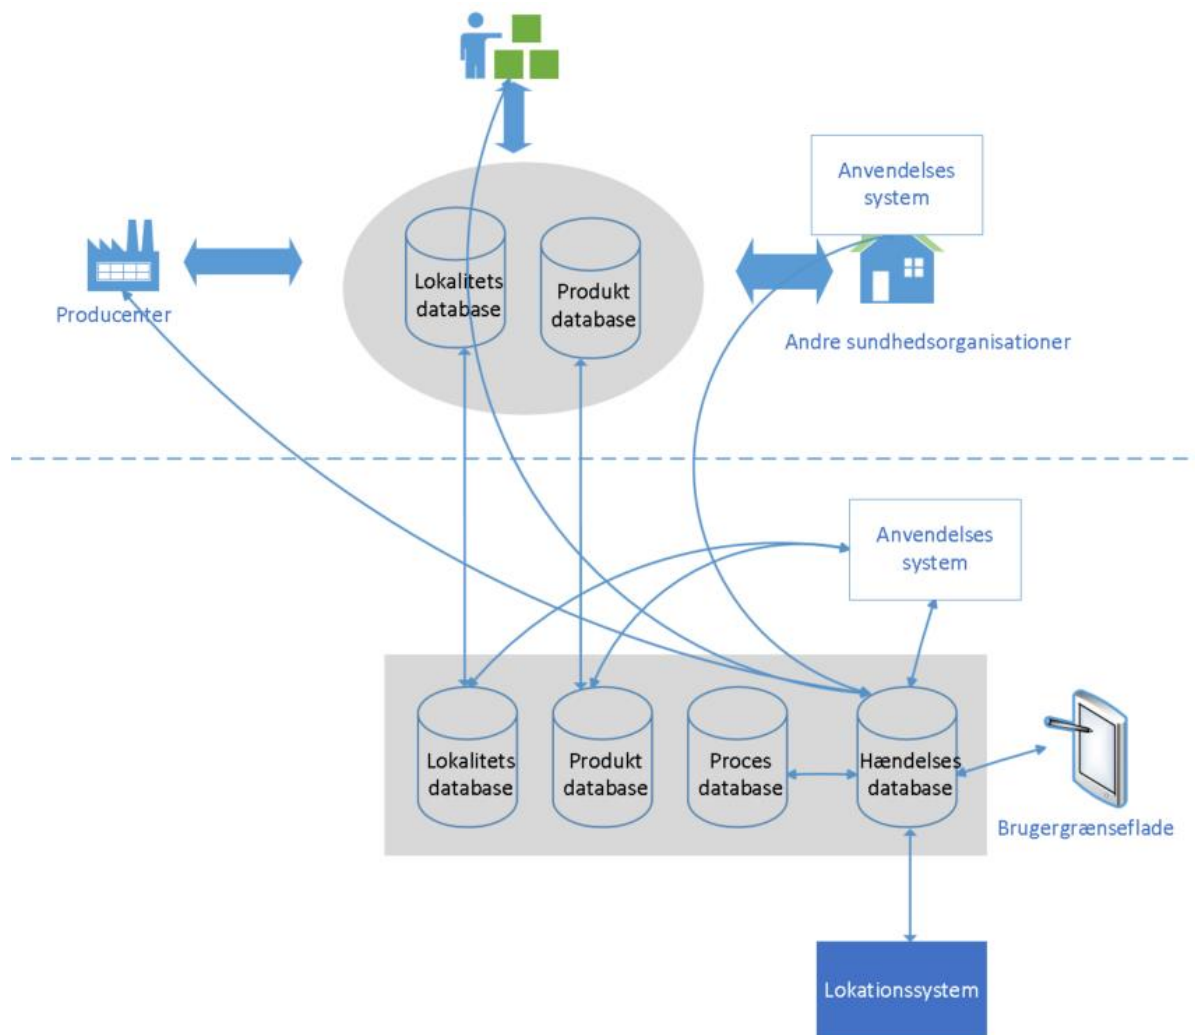 Anvendelses
system
Lokalitets
database
Produkt
database
Producenter
Andre sundhedsorganisationer
Anvendelses
system
Lokalitets
database
Produkt
database
Proces
database
Hændelses
database
Brugergrænseflade
Lokationssystem